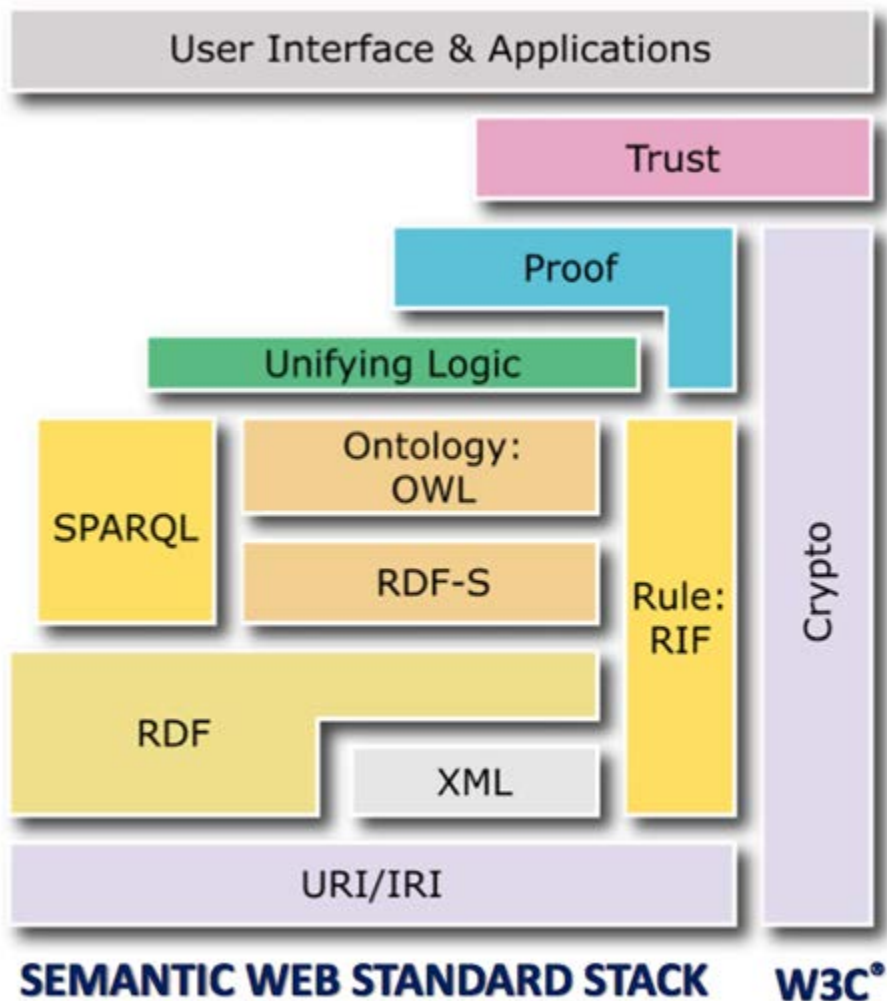 User Interface & Applications
Trust
Proof
Unifying Logic
Ontology:
OWL
SPARQL
RDF-S
Rule:
RIF
Crypto
RDF
XML
URI/IRI
SEMANTIC WEB STANDARD STACK W3C®